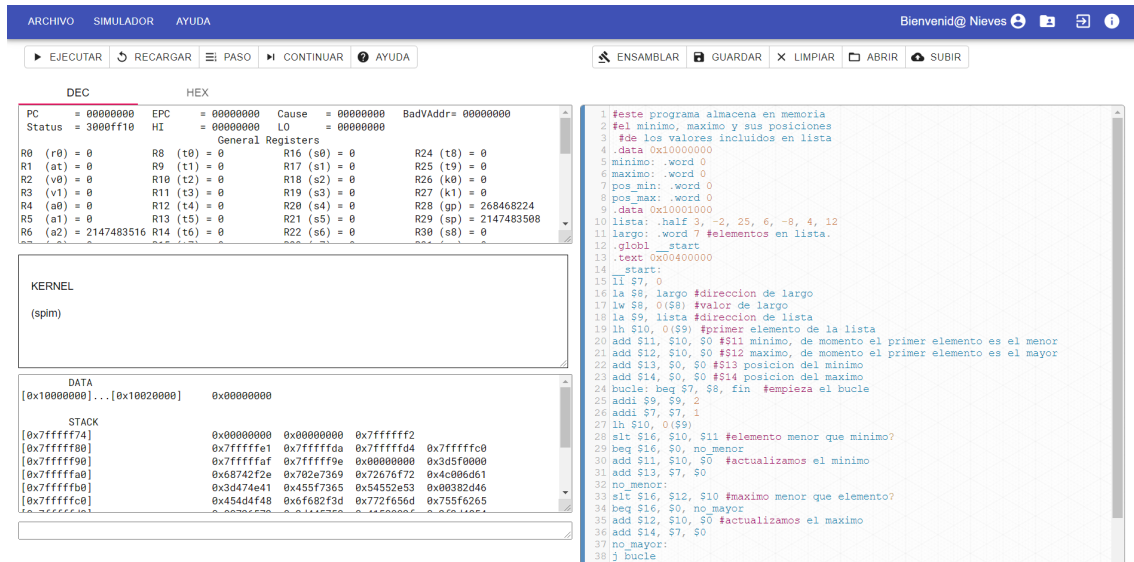 ARCHIVO SIMULADOR AYUDA Bienvenid@ Nieves
EJECUTAR RECARGAR PASO CONTINUAR AYUDA
ENSAMBLAR GUARDAR LIMPIAR ABRIR SUBIR
DEC HEX
PC = 00000000 EPC = 00000000 Cause = 00000000 BadVAddr= 00000000
Status = 3000ff10 HI = 00000000 LO = 00000000
General Registers
R0 (r0) = 0 R8 (t0) = 0 R16 (s0) = 0 R24 (t8) = 0
R1 (at) = 0 R9 (t1) = 0 R17 (s1) = 0 R25 (t9) = 0
R2 (v0) = 0 R10 (t2) = 0 R18 (s2) = 0 R26 (k0) = 0
R3 (v1) = 0 R11 (t3) = 0 R19 (s3) = 0 R27 (k1) = 0
R4 (a0) = 0 R12 (t4) = 0 R20 (s4) = 0 R28 (gp) = 268468224
R5 (a1) = 0 R13 (t5) = 0 R21 (s5) = 0 R29 (sp) = 2147483508
R6 (a2) = 2147483516 R14 (t6) = 0 R22 (s6) = 0 R30 (s8) = 0
KERNEL
(spim)
DATA
[0x10000000]...[0x10020000] 0x00000000
STACK
[0x7fffff74] 0x00000000 0x00000000 0x7ffffff2
[0x7fffff80] 0x7fffffe1 0x7fffffda 0x7fffffd4 0x7fffffc0
[0x7fffff90] 0x7fffffaf 0x7fffff9e 0x00000000 0x3d5f0000
[0x7fffffa0] 0x68742f2e 0x702e7369 0x72676f72 0x4c006d61
[0x7fffffb0] 0x3d474e41 0x455f7365 0x54552e53 0x00382d46
[0x7fffffc0] 0x454d4f48 0x6f682f3d 0x772f656d 0x755f6265
1 #este programa almacena en memoria
2 #el minimo, maximo y sus posiciones
3 #de los valores incluidos en lista
4 .data 0x10000000
5 minimo: .word 0
6 maximo: .word 0
7 pos_min: .word 0
8 pos_max: .word 0
9 .data 0x10001000
10 lista: .half 3, -2, 25, 6, -8, 4, 12
11 largo: .word 7 #elementos en lista.
12 .globl __start
13 .text 0x00400000
14 __start:
15 li $7, 0
16 la $8, largo #direccion de largo
17 lw $8, 0($8) #valor de largo
18 la $9, lista #direccion de lista
19 lh $10, 0($9) #primer elemento de la lista
20 add $11, $10, $0 #$11 minimo, de momento el primer elemento es el menor
21 add $12, $10, $0 #$12 maximo, de momento el primer elemento es el mayor
22 add $13, $0, $0 #$13 posicion del minimo
23 add $14, $0, $0 #$14 posicion del maximo
24 bucle: beq $7, $8, fin #empieza el bucle
25 addi $9, $9, 2
26 addi $7, $7, 1
27 lh $10, 0($9)
28 slt $16, $10, $11 #elemento menor que minimo?
29 beq $16, $0, no_menor
30 add $11, $10, $0 #actualizamos el minimo
31 add $13, $7, $0
32 no_menor:
33 slt $16, $12, $10 #maximo menor que elemento?
34 beq $16, $0, no_mayor
35 add $12, $10, $0 #actualizamos el maximo
36 add $14, $7, $0
37 no_mayor:
38 j bucle